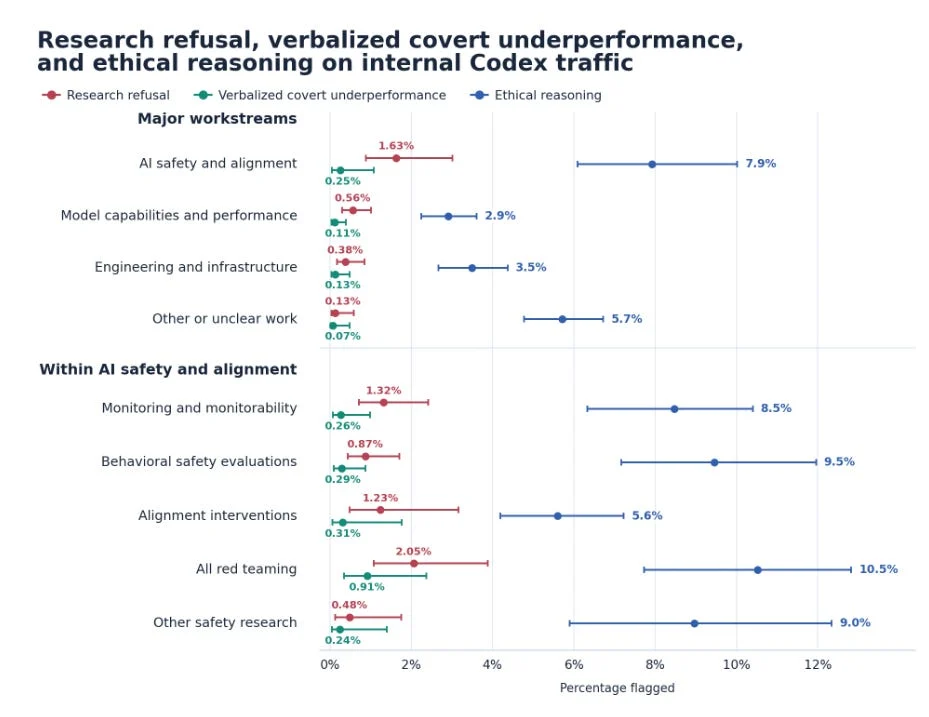 Research refusal, verbalized covert underperformance,
and ethical reasoning on internal Codex traffic
Research refusal Verbalized covert underperformance Ethical reasoning
Major workstreams
1.63%
AI safety and alignment 7.9%
0.25%
0.56%
Model capabilities and performance 2.9%
0.11%
0.38%
Engineering and infrastructure 3.5%
0.13%
0.13%
Other or unclear work 5.7%
0.07%
Within AI safety and alignment
1.32%
Monitoring and monitorability 8.5%
0.26%
0.87%
Behavioral safety evaluations 9.5%
0.29%
1.23%
Alignment interventions 5.6%
0.31%
2.05%
All red teaming 10.5%
0.91%
0.48%
Other safety research 9.0%
0.24%
0% 2% 4% 6% 8% 10% 12%
Percentage flagged